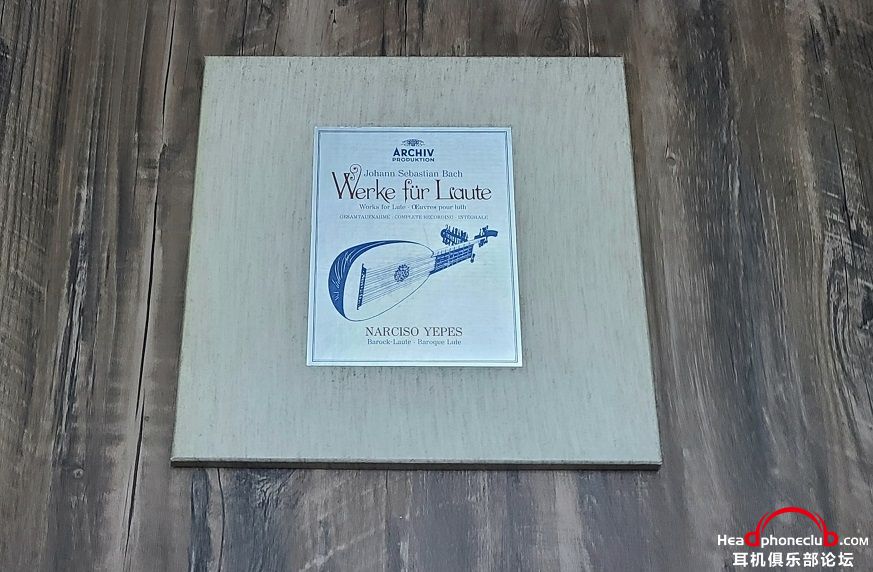 ARCHIV
PRODUKTION
Johann Sebastian Bach
Werke für Laute
Works for Lute · Œuvres pour luth
GESAMTAUFNAHME · COMPLETE RECORDING · INTÉGRALE
NARCISO YEPES
Barock-Laute · Baroque Lute
Headphoneclub.com
耳机俱乐部论坛